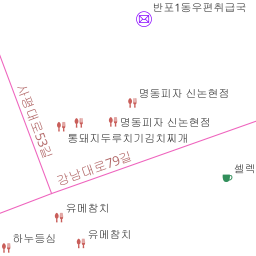 반포1동우편취급국
명동피자 신논현점
명동피자 신논현점
사평대로53길
통돼지두루치기김치찌개
강남대로79길
셀렉
유메참치
유메참치
하누등심